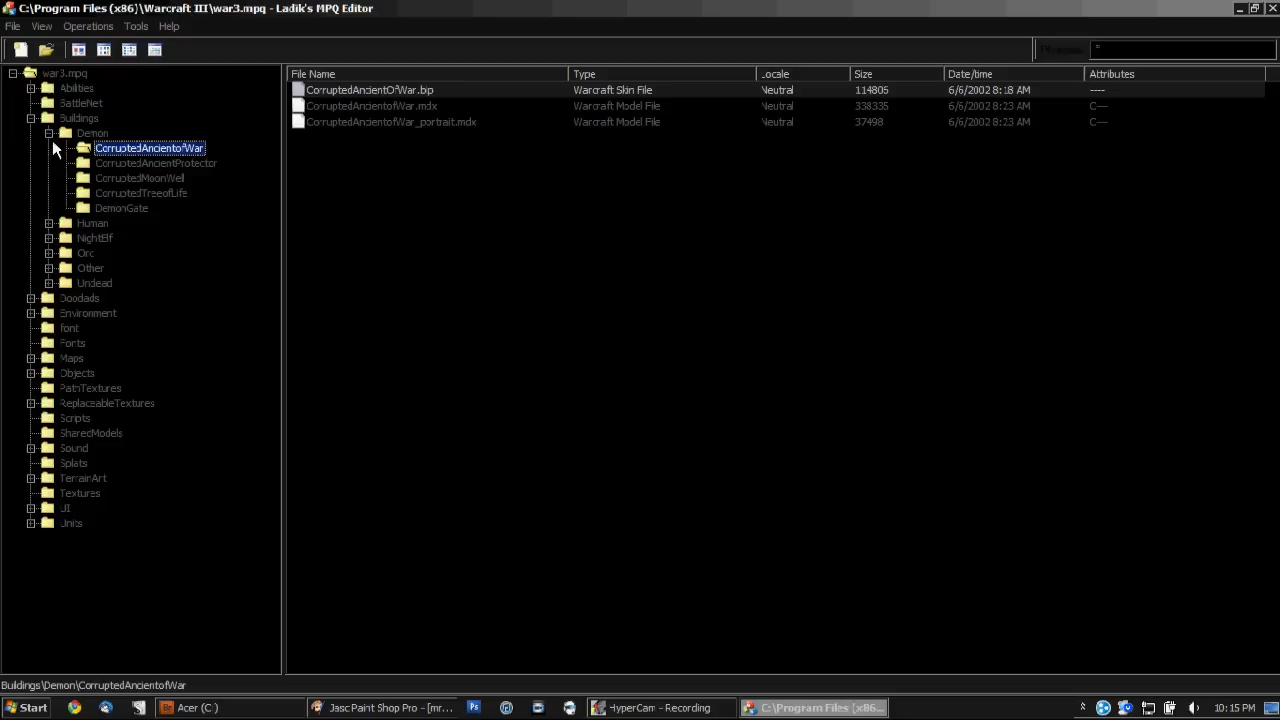 C:\Program Files (x86)\Warcraft III\war3.mpq - Ladik's MPQ Editor
File View Operations Tools Help
*
war3.mpq
Abilities
BattleNet
Buildings
Demon
CorruptedAncientofWar
CorruptedAncientProtector
CorruptedMoonWell
CorruptedTreeofLife
DemonGate
Human
NightElf
Orc
Other
Undead
Doodads
Environment
font
Fonts
Maps
Objects
PathTextures
ReplaceableTextures
Scripts
SharedModels
Sound
Splats
TerrainArt
Textures
UI
Units
File Name Type Locale Size Date/time Attributes
CorruptedAncientOfWar.blp Warcraft Skin File Neutral 114805 6/6/2002 8:18 AM ----
CorruptedAncientofWar.mdx Warcraft Model File Neutral 338335 6/6/2002 8:23 AM C---
CorruptedAncientofWar_portrait.mdx Warcraft Model File Neutral 37498 6/6/2002 8:23 AM C---
Buildings\Demon\CorruptedAncientofWar
Start Acer (C:) Jasc Paint Shop Pro - [mr... HyperCam - Recording C:\Program Files (x86... 10:15 PM